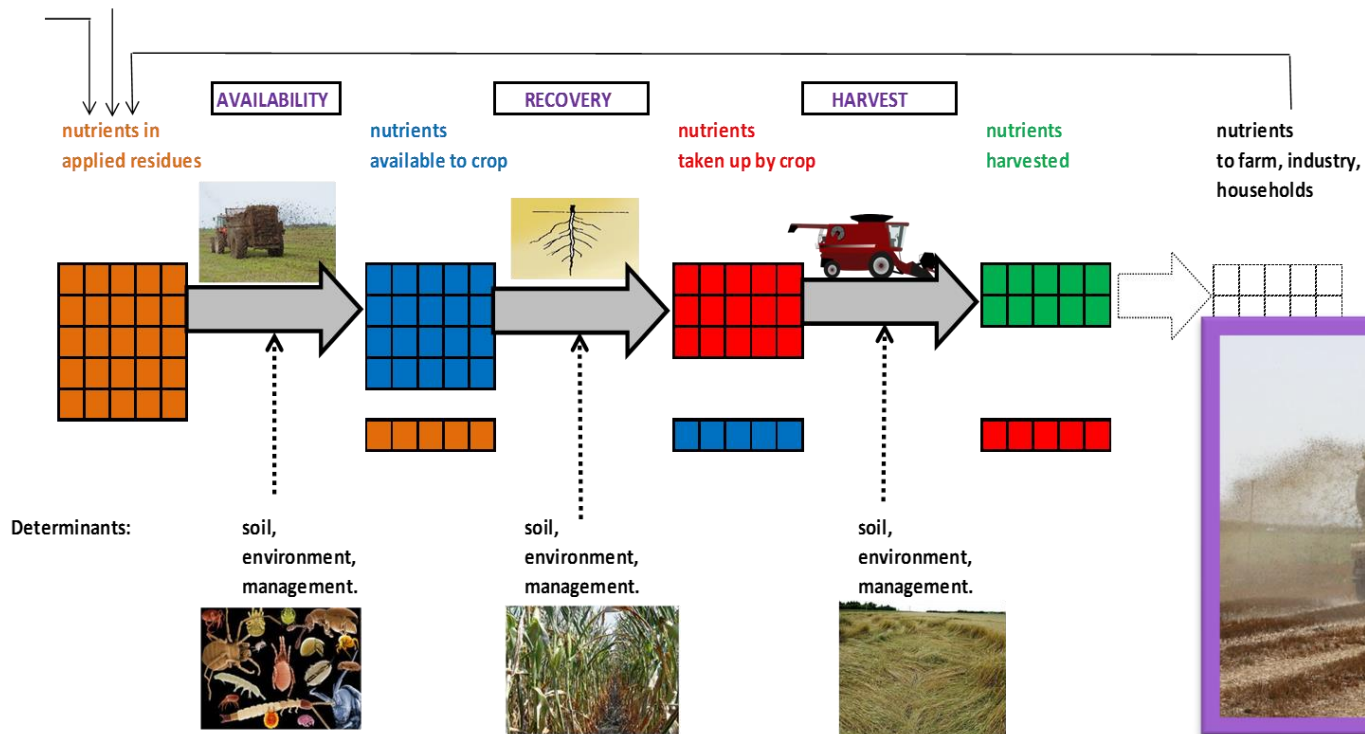 AVAILABILITY
RECOVERY
HARVEST
nutrients in
applied residues
nutrients
available to crop
nutrients
taken up by crop
nutrients
harvested
nutrients
to farm, industry,
households
Determinants:
soil,
environment,
management.
soil,
environment,
management.
soil,
environment,
management.